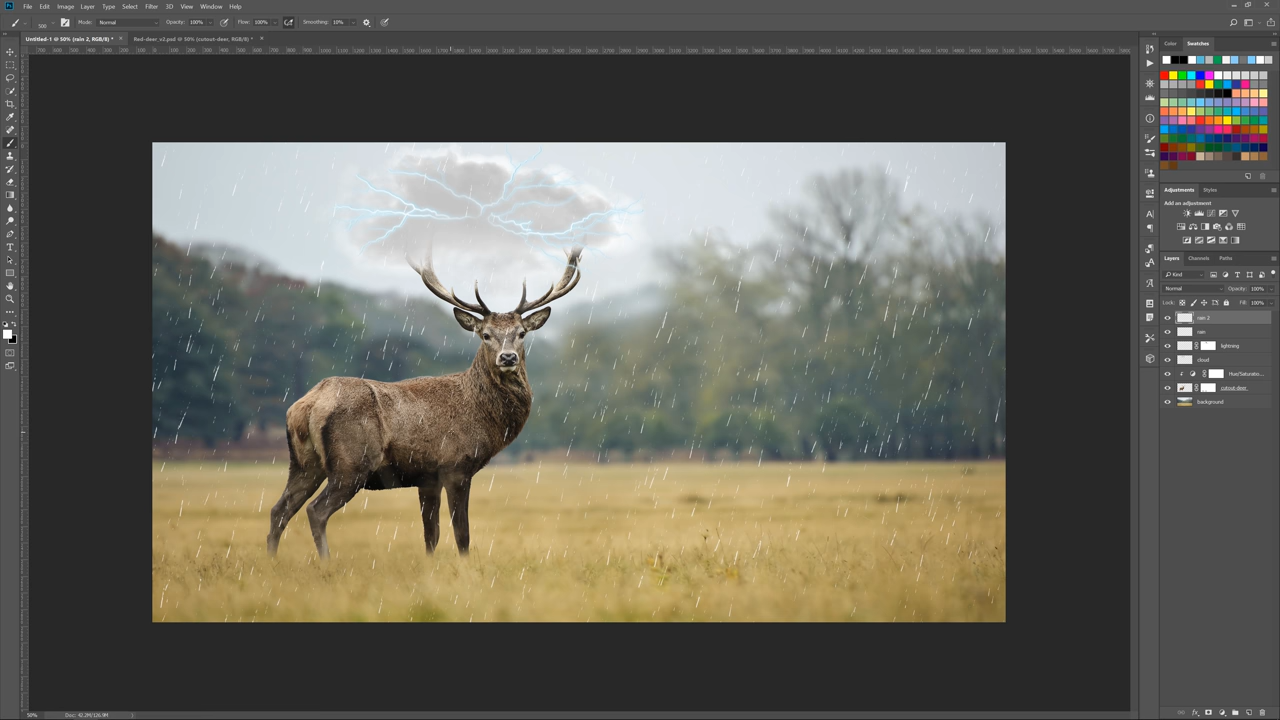 Ps File Edit Image Layer Type Select Filter 3D View Window Help
500 Mode: Normal Opacity: 100% Flow: 100% Smoothing: 10%
Untitled-1 @ 50% (rain 2, RGB/8) * × Red-deer_v2.psd @ 50% (cutout-deer, RGB/8) * ×
Color Swatches
Adjustments Styles
Add an adjustment
Layers Channels Paths
Kind
Normal Opacity: 100%
Lock: Fill: 100%
rain 2
rain
lightning
cloud
Hue/Saturatio...
cutout-deer
background
50% Doc: 42.2M/126.9M